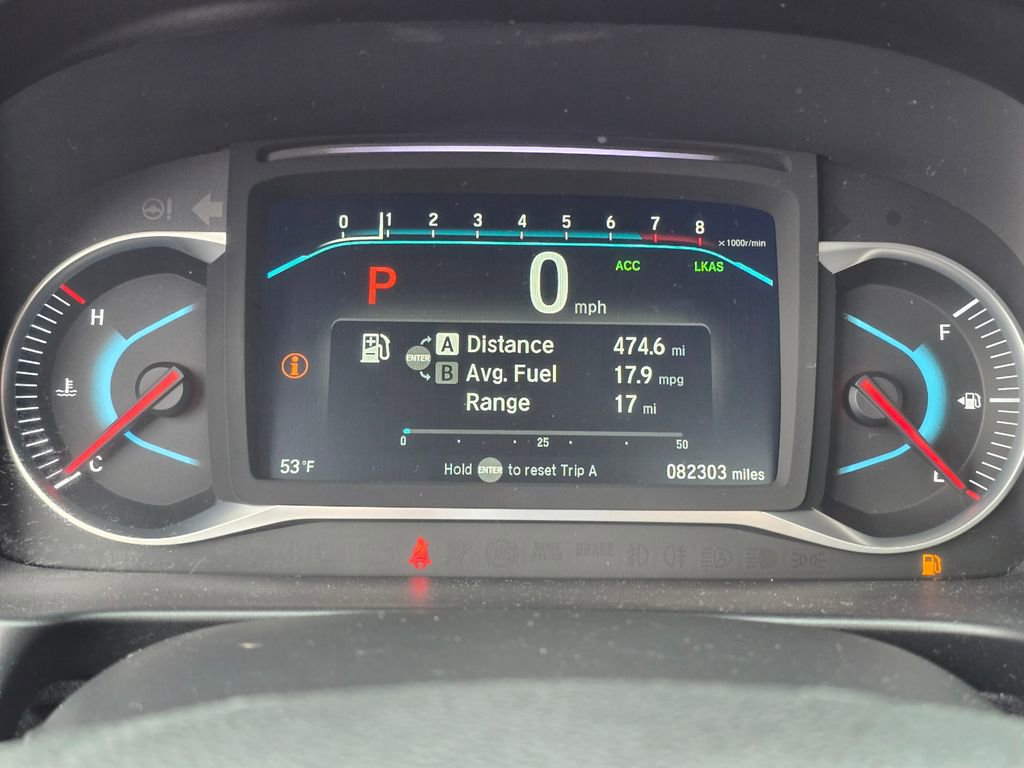 0 1 2 3 4 5 6 7 8 ×1000r/min
ACC LKAS
P 0 mph
H
F
ENTER A Distance 474.6 mi
B Avg. Fuel 17.9 mpg
Range 17 mi
0 25 50
C
E
53°F Hold ENTER to reset Trip A 082303 miles
BRAKE